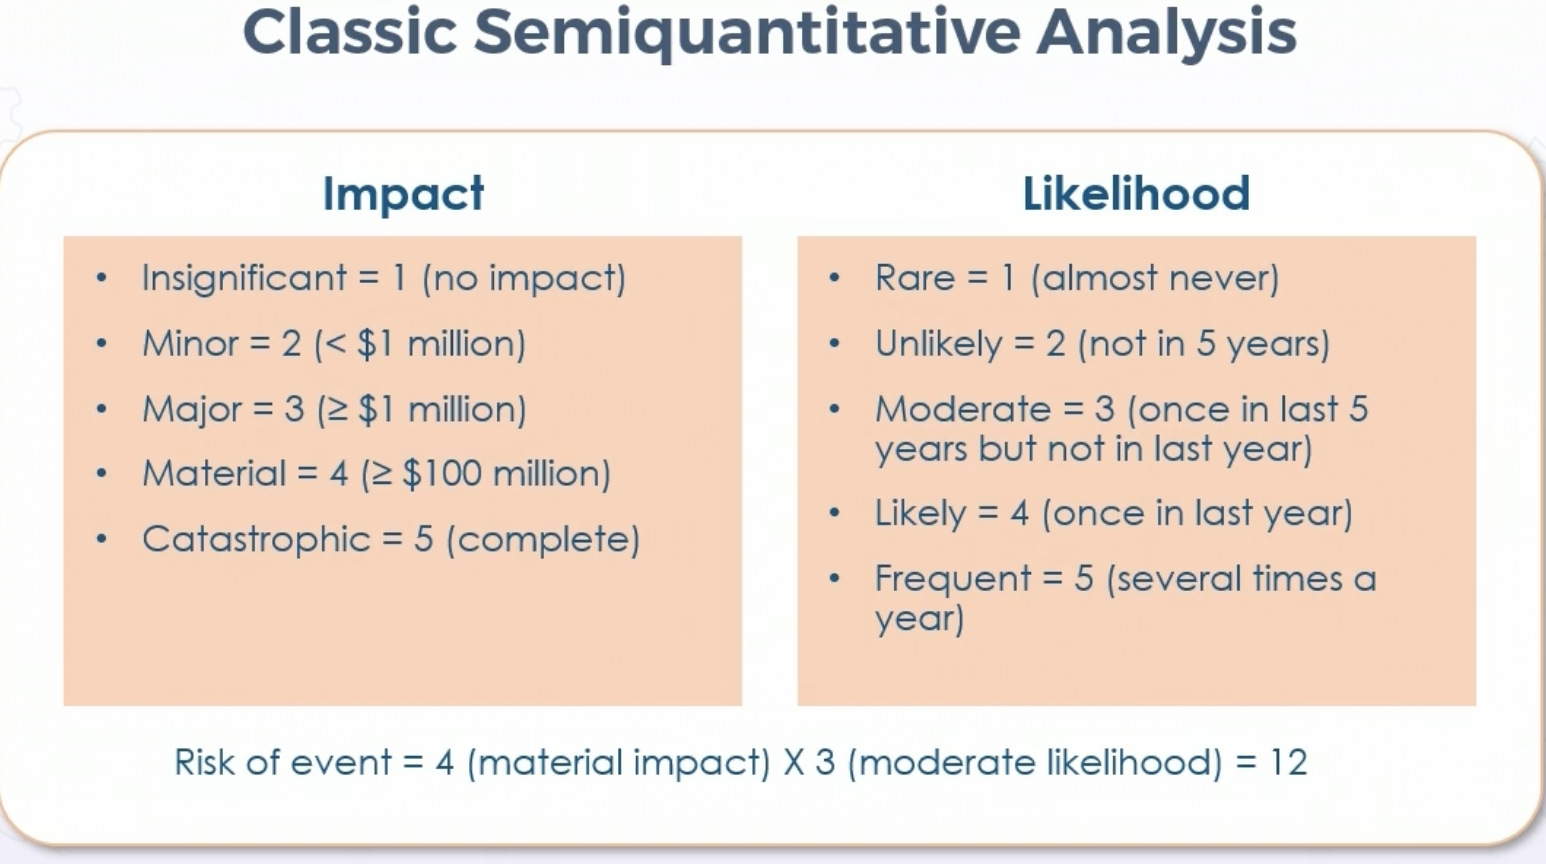 Classic Semiquantitative Analysis
Impact
• Insignificant = 1 (no impact)
• Minor = 2 (< $1 million)
• Major = 3 (≥ $1 million)
• Material = 4 (≥ $100 million)
• Catastrophic = 5 (complete)
Likelihood
• Rare = 1 (almost never)
• Unlikely = 2 (not in 5 years)
• Moderate = 3 (once in last 5
years but not in last year)
• Likely = 4 (once in last year)
• Frequent = 5 (several times a
year)
Risk of event = 4 (material impact) X 3 (moderate likelihood) = 12